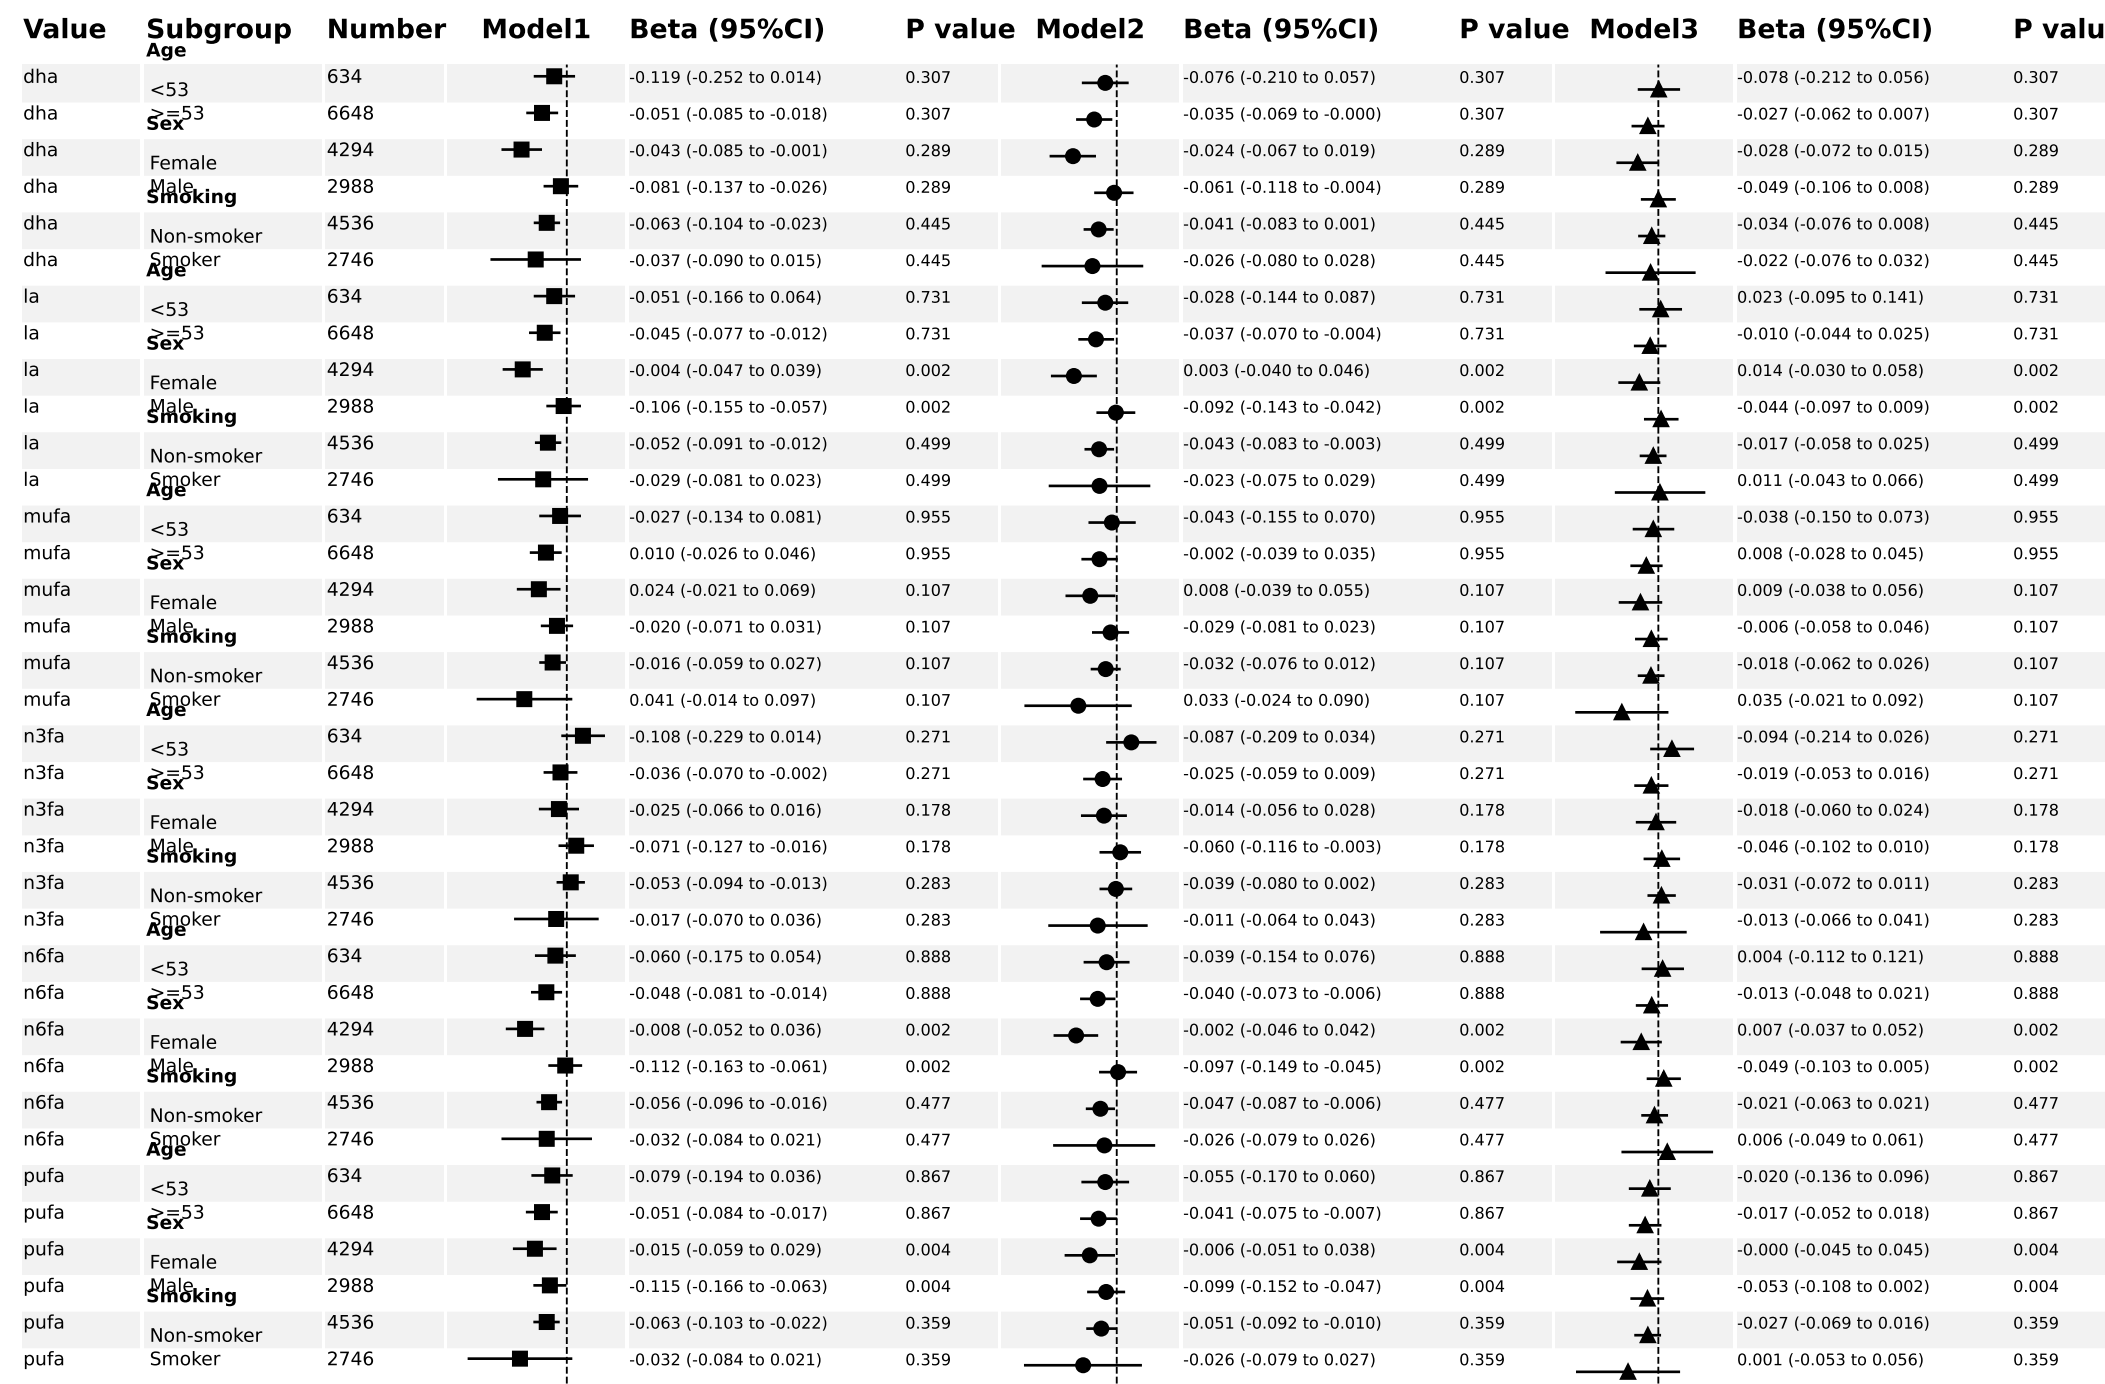 Value Subgroup Number Model1 Beta (95%CI) P value Model2 Beta (95%CI) P value Model3 Beta (95%CI) P valu
Age
dha <53 634 -0.119 (-0.252 to 0.014) 0.307 -0.076 (-0.210 to 0.057) 0.307 -0.078 (-0.212 to 0.056) 0.307
dha >=53 6648 -0.051 (-0.085 to -0.018) 0.307 -0.035 (-0.069 to -0.000) 0.307 -0.027 (-0.062 to 0.007) 0.307
Sex
dha Female 4294 -0.043 (-0.085 to -0.001) 0.289 -0.024 (-0.067 to 0.019) 0.289 -0.028 (-0.072 to 0.015) 0.289
dha Male 2988 -0.081 (-0.137 to -0.026) 0.289 -0.061 (-0.118 to -0.004) 0.289 -0.049 (-0.106 to 0.008) 0.289
Smoking
dha Non-smoker 4536 -0.063 (-0.104 to -0.023) 0.445 -0.041 (-0.083 to 0.001) 0.445 -0.034 (-0.076 to 0.008) 0.445
dha Smoker 2746 -0.037 (-0.090 to 0.015) 0.445 -0.026 (-0.080 to 0.028) 0.445 -0.022 (-0.076 to 0.032) 0.445
Age
la <53 634 -0.051 (-0.166 to 0.064) 0.731 -0.028 (-0.144 to 0.087) 0.731 0.023 (-0.095 to 0.141) 0.731
la >=53 6648 -0.045 (-0.077 to -0.012) 0.731 -0.037 (-0.070 to -0.004) 0.731 -0.010 (-0.044 to 0.025) 0.731
Sex
la Female 4294 -0.004 (-0.047 to 0.039) 0.002 0.003 (-0.040 to 0.046) 0.002 0.014 (-0.030 to 0.058) 0.002
la Male 2988 -0.106 (-0.155 to -0.057) 0.002 -0.092 (-0.143 to -0.042) 0.002 -0.044 (-0.097 to 0.009) 0.002
Smoking
la Non-smoker 4536 -0.052 (-0.091 to -0.012) 0.499 -0.043 (-0.083 to -0.003) 0.499 -0.017 (-0.058 to 0.025) 0.499
la Smoker 2746 -0.029 (-0.081 to 0.023) 0.499 -0.023 (-0.075 to 0.029) 0.499 0.011 (-0.043 to 0.066) 0.499
Age
mufa <53 634 -0.027 (-0.134 to 0.081) 0.955 -0.043 (-0.155 to 0.070) 0.955 -0.038 (-0.150 to 0.073) 0.955
mufa >=53 6648 0.010 (-0.026 to 0.046) 0.955 -0.002 (-0.039 to 0.035) 0.955 0.008 (-0.028 to 0.045) 0.955
Sex
mufa Female 4294 0.024 (-0.021 to 0.069) 0.107 0.008 (-0.039 to 0.055) 0.107 0.009 (-0.038 to 0.056) 0.107
mufa Male 2988 -0.020 (-0.071 to 0.031) 0.107 -0.029 (-0.081 to 0.023) 0.107 -0.006 (-0.058 to 0.046) 0.107
Smoking
mufa Non-smoker 4536 -0.016 (-0.059 to 0.027) 0.107 -0.032 (-0.076 to 0.012) 0.107 -0.018 (-0.062 to 0.026) 0.107
mufa Smoker 2746 0.041 (-0.014 to 0.097) 0.107 0.033 (-0.024 to 0.090) 0.107 0.035 (-0.021 to 0.092) 0.107
Age
n3fa <53 634 -0.108 (-0.229 to 0.014) 0.271 -0.087 (-0.209 to 0.034) 0.271 -0.094 (-0.214 to 0.026) 0.271
n3fa >=53 6648 -0.036 (-0.070 to -0.002) 0.271 -0.025 (-0.059 to 0.009) 0.271 -0.019 (-0.053 to 0.016) 0.271
Sex
n3fa Female 4294 -0.025 (-0.066 to 0.016) 0.178 -0.014 (-0.056 to 0.028) 0.178 -0.018 (-0.060 to 0.024) 0.178
n3fa Male 2988 -0.071 (-0.127 to -0.016) 0.178 -0.060 (-0.116 to -0.003) 0.178 -0.046 (-0.102 to 0.010) 0.178
Smoking
n3fa Non-smoker 4536 -0.053 (-0.094 to -0.013) 0.283 -0.039 (-0.080 to 0.002) 0.283 -0.031 (-0.072 to 0.011) 0.283
n3fa Smoker 2746 -0.017 (-0.070 to 0.036) 0.283 -0.011 (-0.064 to 0.043) 0.283 -0.013 (-0.066 to 0.041) 0.283
Age
n6fa <53 634 -0.060 (-0.175 to 0.054) 0.888 -0.039 (-0.154 to 0.076) 0.888 0.004 (-0.112 to 0.121) 0.888
n6fa >=53 6648 -0.048 (-0.081 to -0.014) 0.888 -0.040 (-0.073 to -0.006) 0.888 -0.013 (-0.048 to 0.021) 0.888
Sex
n6fa Female 4294 -0.008 (-0.052 to 0.036) 0.002 -0.002 (-0.046 to 0.042) 0.002 0.007 (-0.037 to 0.052) 0.002
n6fa Male 2988 -0.112 (-0.163 to -0.061) 0.002 -0.097 (-0.149 to -0.045) 0.002 -0.049 (-0.103 to 0.005) 0.002
Smoking
n6fa Non-smoker 4536 -0.056 (-0.096 to -0.016) 0.477 -0.047 (-0.087 to -0.006) 0.477 -0.021 (-0.063 to 0.021) 0.477
n6fa Smoker 2746 -0.032 (-0.084 to 0.021) 0.477 -0.026 (-0.079 to 0.026) 0.477 0.006 (-0.049 to 0.061) 0.477
Age
pufa <53 634 -0.079 (-0.194 to 0.036) 0.867 -0.055 (-0.170 to 0.060) 0.867 -0.020 (-0.136 to 0.096) 0.867
pufa >=53 6648 -0.051 (-0.084 to -0.017) 0.867 -0.041 (-0.075 to -0.007) 0.867 -0.017 (-0.052 to 0.018) 0.867
Sex
pufa Female 4294 -0.015 (-0.059 to 0.029) 0.004 -0.006 (-0.051 to 0.038) 0.004 -0.000 (-0.045 to 0.045) 0.004
pufa Male 2988 -0.115 (-0.166 to -0.063) 0.004 -0.099 (-0.152 to -0.047) 0.004 -0.053 (-0.108 to 0.002) 0.004
Smoking
pufa Non-smoker 4536 -0.063 (-0.103 to -0.022) 0.359 -0.051 (-0.092 to -0.010) 0.359 -0.027 (-0.069 to 0.016) 0.359
pufa Smoker 2746 -0.032 (-0.084 to 0.021) 0.359 -0.026 (-0.079 to 0.027) 0.359 0.001 (-0.053 to 0.056) 0.359